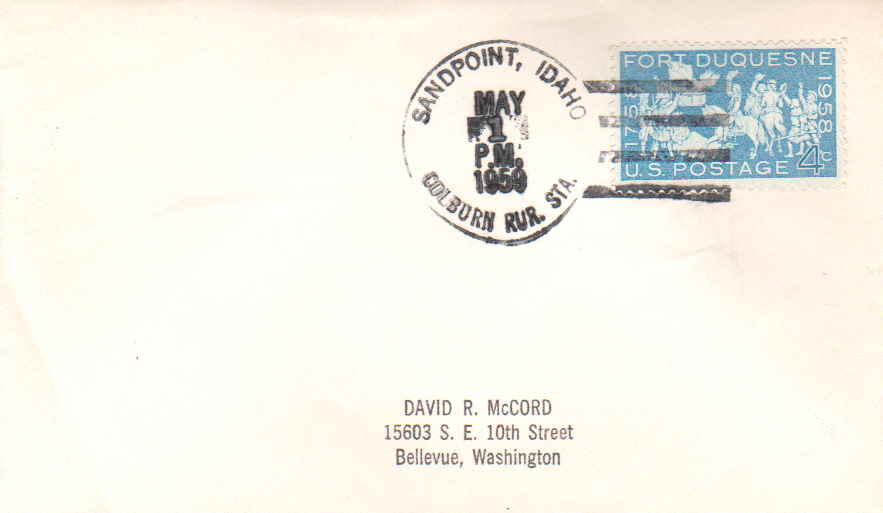 SANDPOINT, IDAHO
MAY
1
P.M.
1959
COLBURN RUR. STA.
FORT DUQUESNE
1758
1958
U.S. POSTAGE 4c
DAVID R. McCORD
15603 S. E. 10th Street
Bellevue, Washington